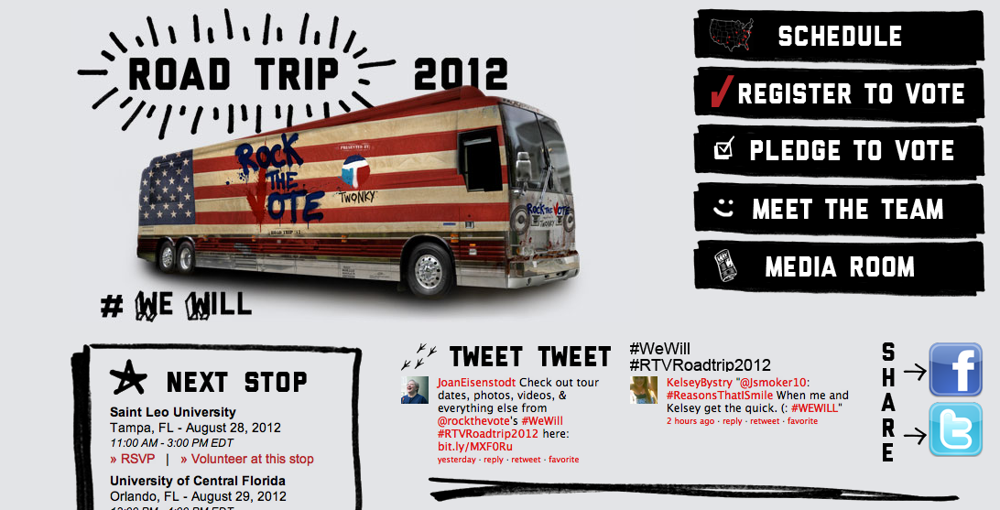 ROAD TRIP 2012
ROCK
THE
VOTE
PRESENTED BY:
TWONKY
ROCK THE VOTE
TWONKY
ROAD TRIP '12
# WE WILL
SCHEDULE
REGISTER TO VOTE
PLEDGE TO VOTE
MEET THE TEAM
MEDIA ROOM
NEXT STOP
Saint Leo University
Tampa, FL - August 28, 2012
11:00 AM - 3:00 PM EDT
» RSVP | » Volunteer at this stop
University of Central Florida
Orlando, FL - August 29, 2012
TWEET TWEET
JoanEisenstodt Check out tour
dates, photos, videos, &
everything else from
@rockthevote's #WeWill
#RTVRoadtrip2012 here:
bit.ly/MXF0Ru
yesterday · reply · retweet · favorite
#WeWill
#RTVRoadtrip2012
KelseyBystry "@Jsmoker10:
#ReasonsThatISmile When me and
Kelsey get the quick. (: #WEWILL"
2 hours ago · reply · retweet · favorite
SHARE
f
t